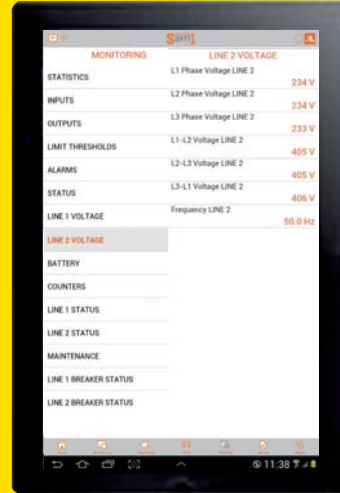 Sam1
MONITORING
STATISTICS
INPUTS
OUTPUTS
LIMIT THRESHOLDS
ALARMS
STATUS
LINE 1 VOLTAGE
LINE 2 VOLTAGE
BATTERY
COUNTERS
LINE 1 STATUS
LINE 2 STATUS
MAINTENANCE
LINE 1 BREAKER STATUS
LINE 2 BREAKER STATUS
LINE 2 VOLTAGE
L1 Phase Voltage LINE 2
234 V
L2 Phase Voltage LINE 2
234 V
L3 Phase Voltage LINE 2
233 V
L1-L2 Voltage LINE 2
405 V
L2-L3 Voltage LINE 2
405 V
L3-L1 Voltage LINE 2
406 V
Frequency LINE 2
50.0 Hz
11:38